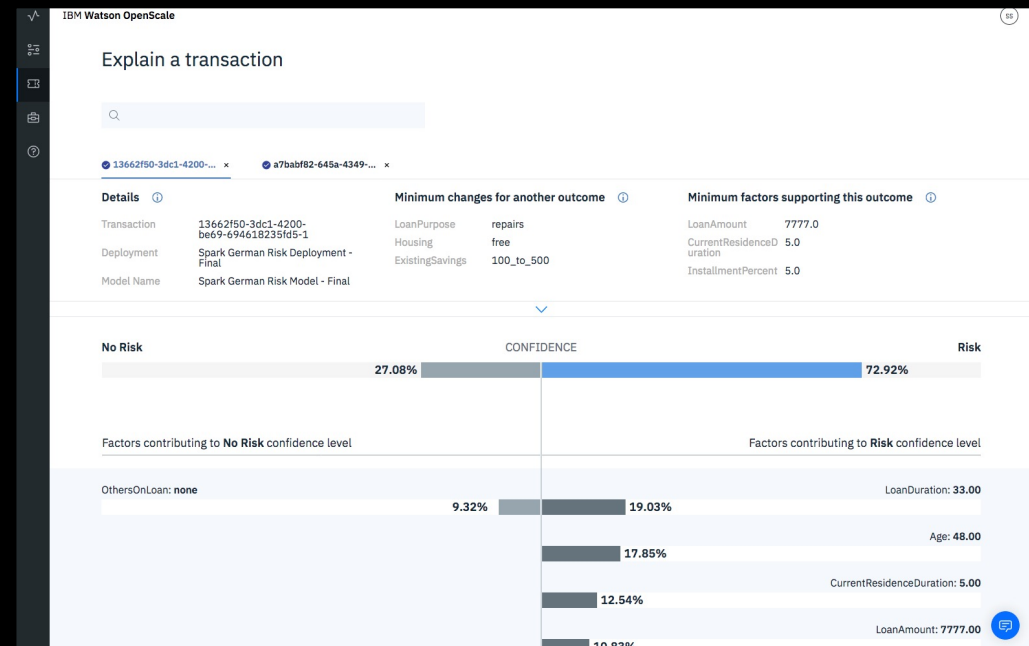 IBM Watson OpenScale
SS
Explain a transaction
13662f50-3dc1-4200-... ×
a7babf82-645a-4349-... ×
Details
Transaction 13662f50-3dc1-4200-
be69-694618235fd5-1
Deployment Spark German Risk Deployment -
Final
Model Name Spark German Risk Model - Final
Minimum changes for another outcome
LoanPurpose repairs
Housing free
ExistingSavings 100_to_500
Minimum factors supporting this outcome
LoanAmount 7777.0
CurrentResidenceD 5.0
uration
InstallmentPercent 5.0
No Risk CONFIDENCE Risk
27.08% 72.92%
Factors contributing to No Risk confidence level
Factors contributing to Risk confidence level
OthersOnLoan: none LoanDuration: 33.00
9.32% 19.03%
Age: 48.00
17.85%
CurrentResidenceDuration: 5.00
12.54%
LoanAmount: 7777.00
10.83%